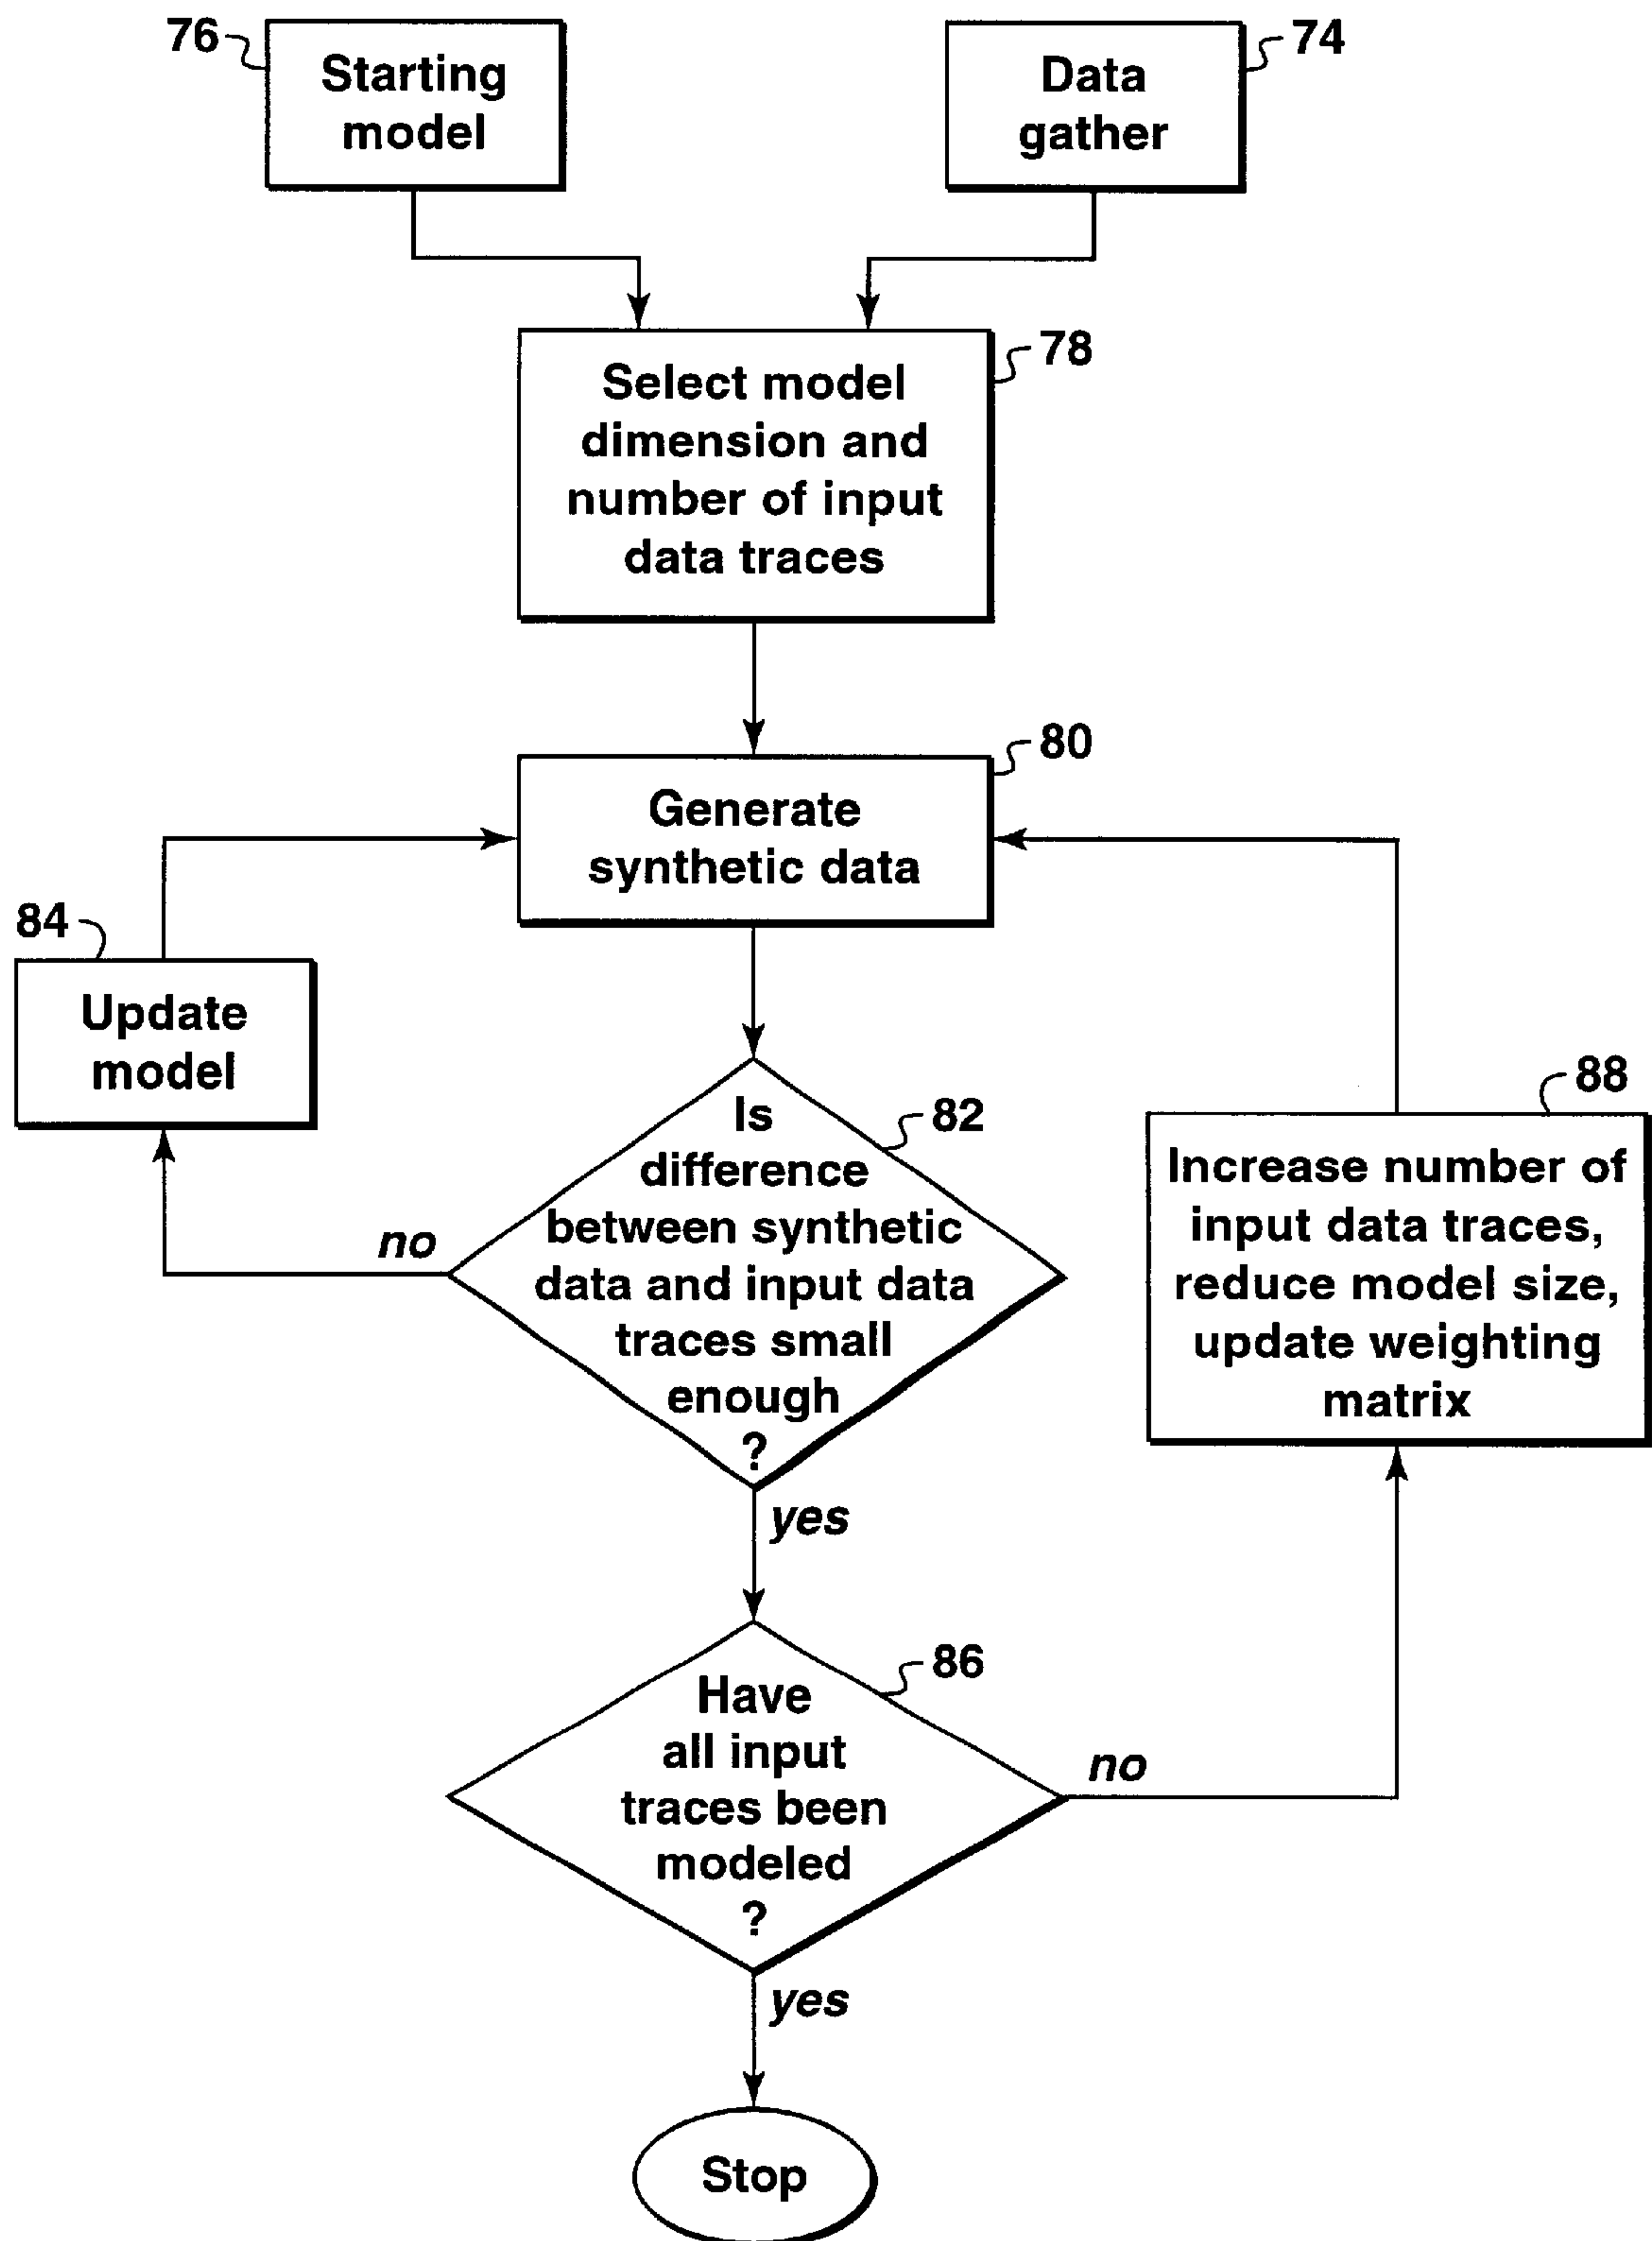 76
Starting
model
74
Data
gather
78
Select model
dimension and
number of input
data traces
80
Generate
synthetic data
84
Update
model
82
Is
difference
between synthetic
data and input data
traces small
enough
?
no
yes
88
Increase number of
input data traces,
reduce model size,
update weighting
matrix
86
Have
all input
traces been
modeled
?
no
yes
Stop